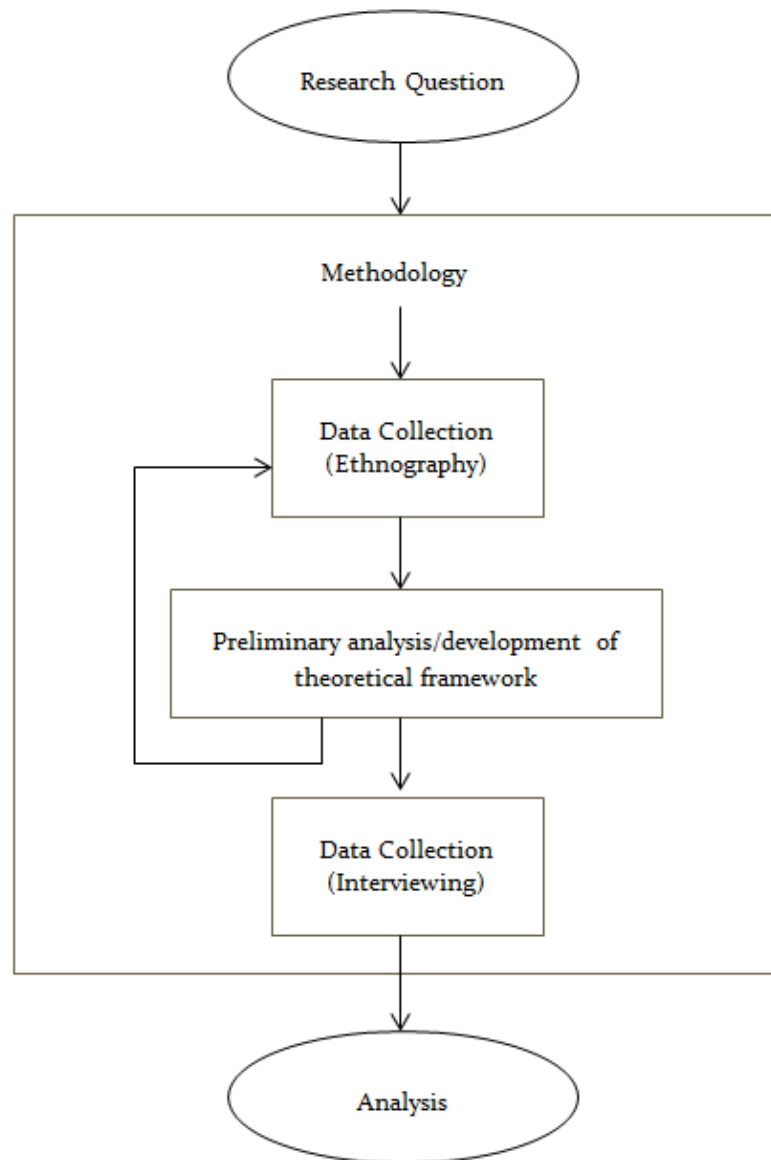 Research Question
Methodology
Data Collection
(Ethnography)
Preliminary analysis/development of
theoretical framework
Data Collection
(Interviewing)
Analysis